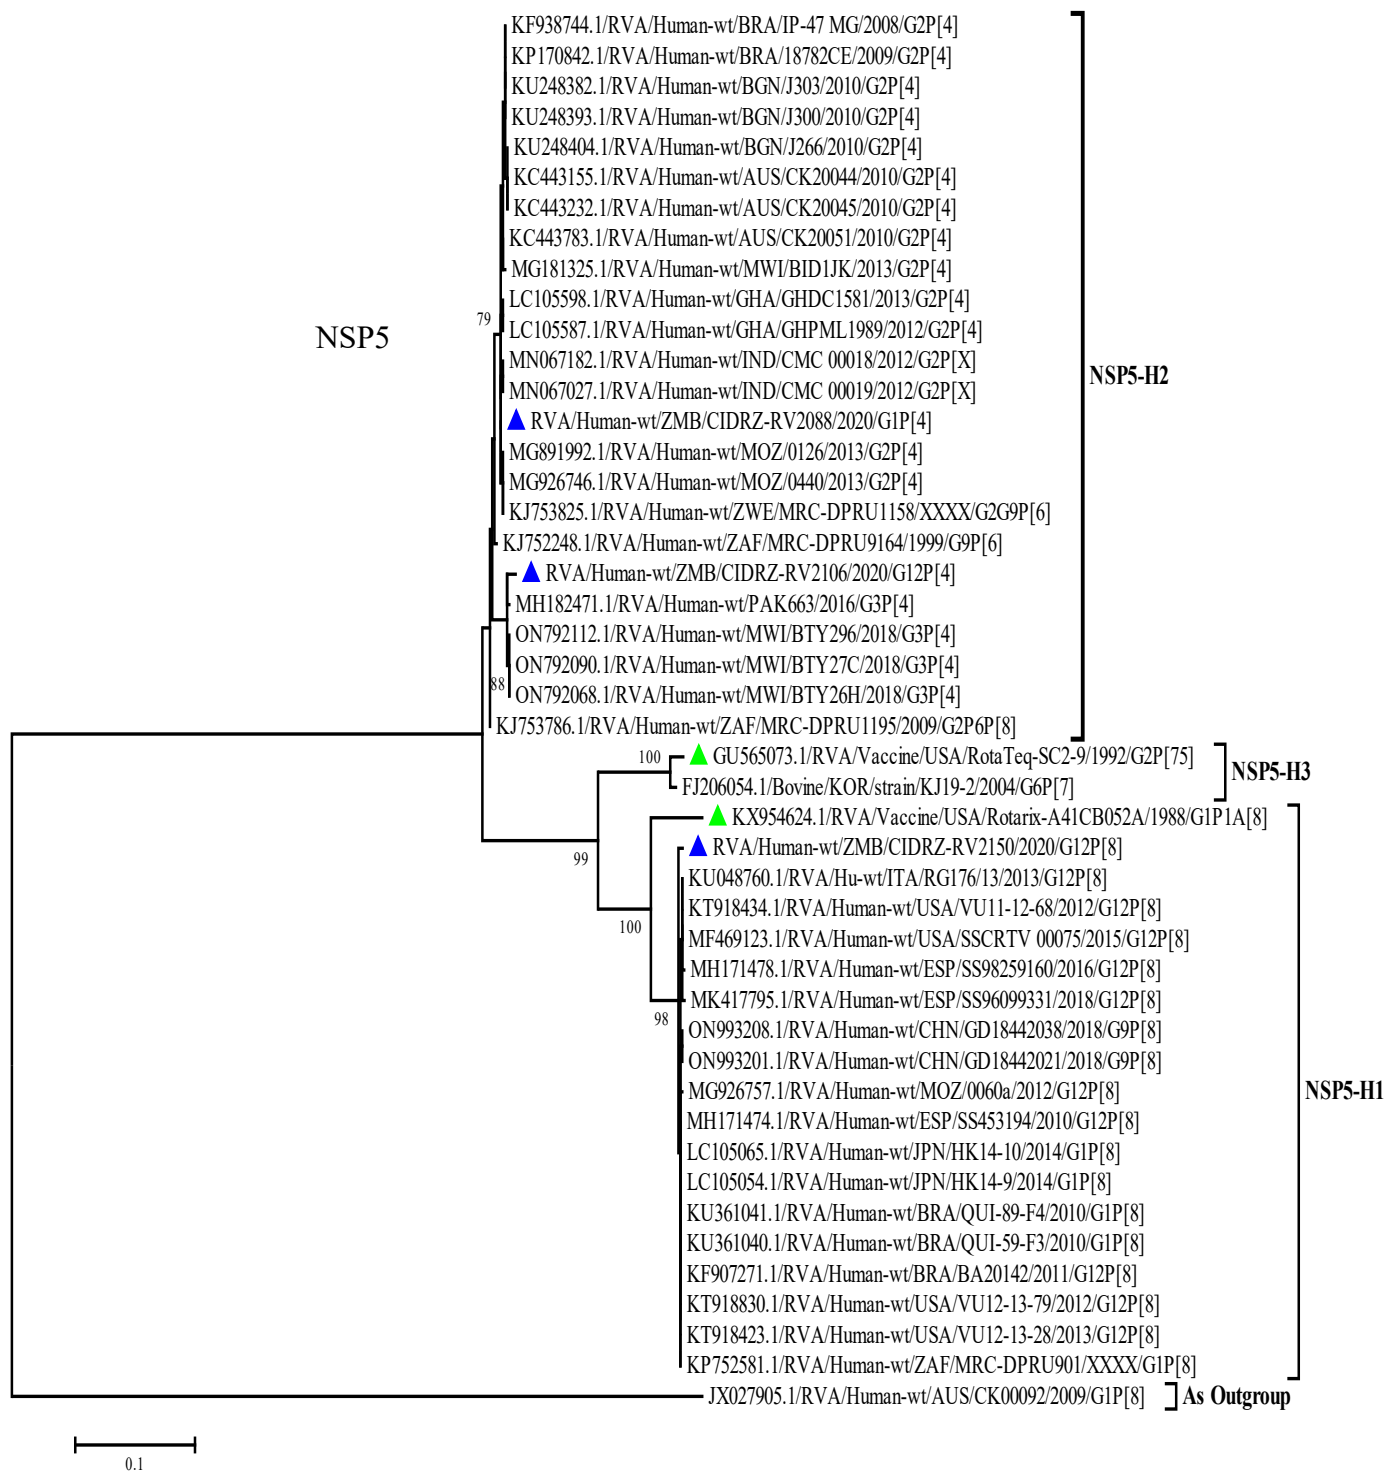 KF938744.1/RVA/Human-wt/BRA/IP-47 MG/2008/G2P[4]
KP170842.1/RVA/Human-wt/BRA/18782CE/2009/G2P[4]
KU248382.1/RVA/Human-wt/BGN/J303/2010/G2P[4]
KU248393.1/RVA/Human-wt/BGN/J300/2010/G2P[4]
KU248404.1/RVA/Human-wt/BGN/J266/2010/G2P[4]
KC443155.1/RVA/Human-wt/AUS/CK20044/2010/G2P[4]
KC443232.1/RVA/Human-wt/AUS/CK20045/2010/G2P[4]
KC443783.1/RVA/Human-wt/AUS/CK20051/2010/G2P[4]
MG181325.1/RVA/Human-wt/MWI/BID1JK/2013/G2P[4]
LC105598.1/RVA/Human-wt/GHA/GHDC1581/2013/G2P[4]
79
NSP5
LC105587.1/RVA/Human-wt/GHA/GHPML1989/2012/G2P[4]
MN067182.1/RVA/Human-wt/IND/CMC 00018/2012/G2P[X]
NSP5-H2
MN067027.1/RVA/Human-wt/IND/CMC 00019/2012/G2P[X]
RVA/Human-wt/ZMB/CIDRZ-RV2088/2020/G1P[4]
MG891992.1/RVA/Human-wt/MOZ/0126/2013/G2P[4]
MG926746.1/RVA/Human-wt/MOZ/0440/2013/G2P[4]
KJ753825.1/RVA/Human-wt/ZWE/MRC-DPRU1158/XXXX/G2G9P[6]
KJ752248.1/RVA/Human-wt/ZAF/MRC-DPRU9164/1999/G9P[6]
RVA/Human-wt/ZMB/CIDRZ-RV2106/2020/G12P[4]
MH182471.1/RVA/Human-wt/PAK663/2016/G3P[4]
ON792112.1/RVA/Human-wt/MWI/BTY296/2018/G3P[4]
ON792090.1/RVA/Human-wt/MWI/BTY27C/2018/G3P[4]
88
ON792068.1/RVA/Human-wt/MWI/BTY26H/2018/G3P[4]
KJ753786.1/RVA/Human-wt/ZAF/MRC-DPRU1195/2009/G2P6P[8]
100
GU565073.1/RVA/Vaccine/USA/RotaTeq-SC2-9/1992/G2P[75]
NSP5-H3
FJ206054.1/Bovine/KOR/strain/KJ19-2/2004/G6P[7]
KX954624.1/RVA/Vaccine/USA/Rotarix-A41CB052A/1988/G1P1A[8]
RVA/Human-wt/ZMB/CIDRZ-RV2150/2020/G12P[8]
99
KU048760.1/RVA/Hu-wt/ITA/RG176/13/2013/G12P[8]
KT918434.1/RVA/Human-wt/USA/VU11-12-68/2012/G12P[8]
100
MF469123.1/RVA/Human-wt/USA/SSCRTV 00075/2015/G12P[8]
MH171478.1/RVA/Human-wt/ESP/SS98259160/2016/G12P[8]
MK417795.1/RVA/Human-wt/ESP/SS96099331/2018/G12P[8]
98
ON993208.1/RVA/Human-wt/CHN/GD18442038/2018/G9P[8]
ON993201.1/RVA/Human-wt/CHN/GD18442021/2018/G9P[8]
MG926757.1/RVA/Human-wt/MOZ/0060a/2012/G12P[8]
NSP5-H1
MH171474.1/RVA/Human-wt/ESP/SS453194/2010/G12P[8]
LC105065.1/RVA/Human-wt/JPN/HK14-10/2014/G1P[8]
LC105054.1/RVA/Human-wt/JPN/HK14-9/2014/G1P[8]
KU361041.1/RVA/Human-wt/BRA/QUI-89-F4/2010/G1P[8]
KU361040.1/RVA/Human-wt/BRA/QUI-59-F3/2010/G1P[8]
KF907271.1/RVA/Human-wt/BRA/BA20142/2011/G12P[8]
KT918830.1/RVA/Human-wt/USA/VU12-13-79/2012/G12P[8]
KT918423.1/RVA/Human-wt/USA/VU12-13-28/2013/G12P[8]
KP752581.1/RVA/Human-wt/ZAF/MRC-DPRU901/XXXX/G1P[8]
JX027905.1/RVA/Human-wt/AUS/CK00092/2009/G1P[8]
As Outgroup
0.1